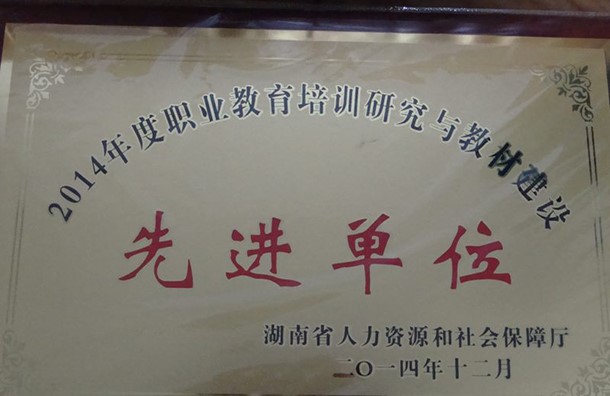 2014年度职业教育培训研究与教材建设
先进单位
湖南省人力资源和社会保障厅
二〇一四年十二月